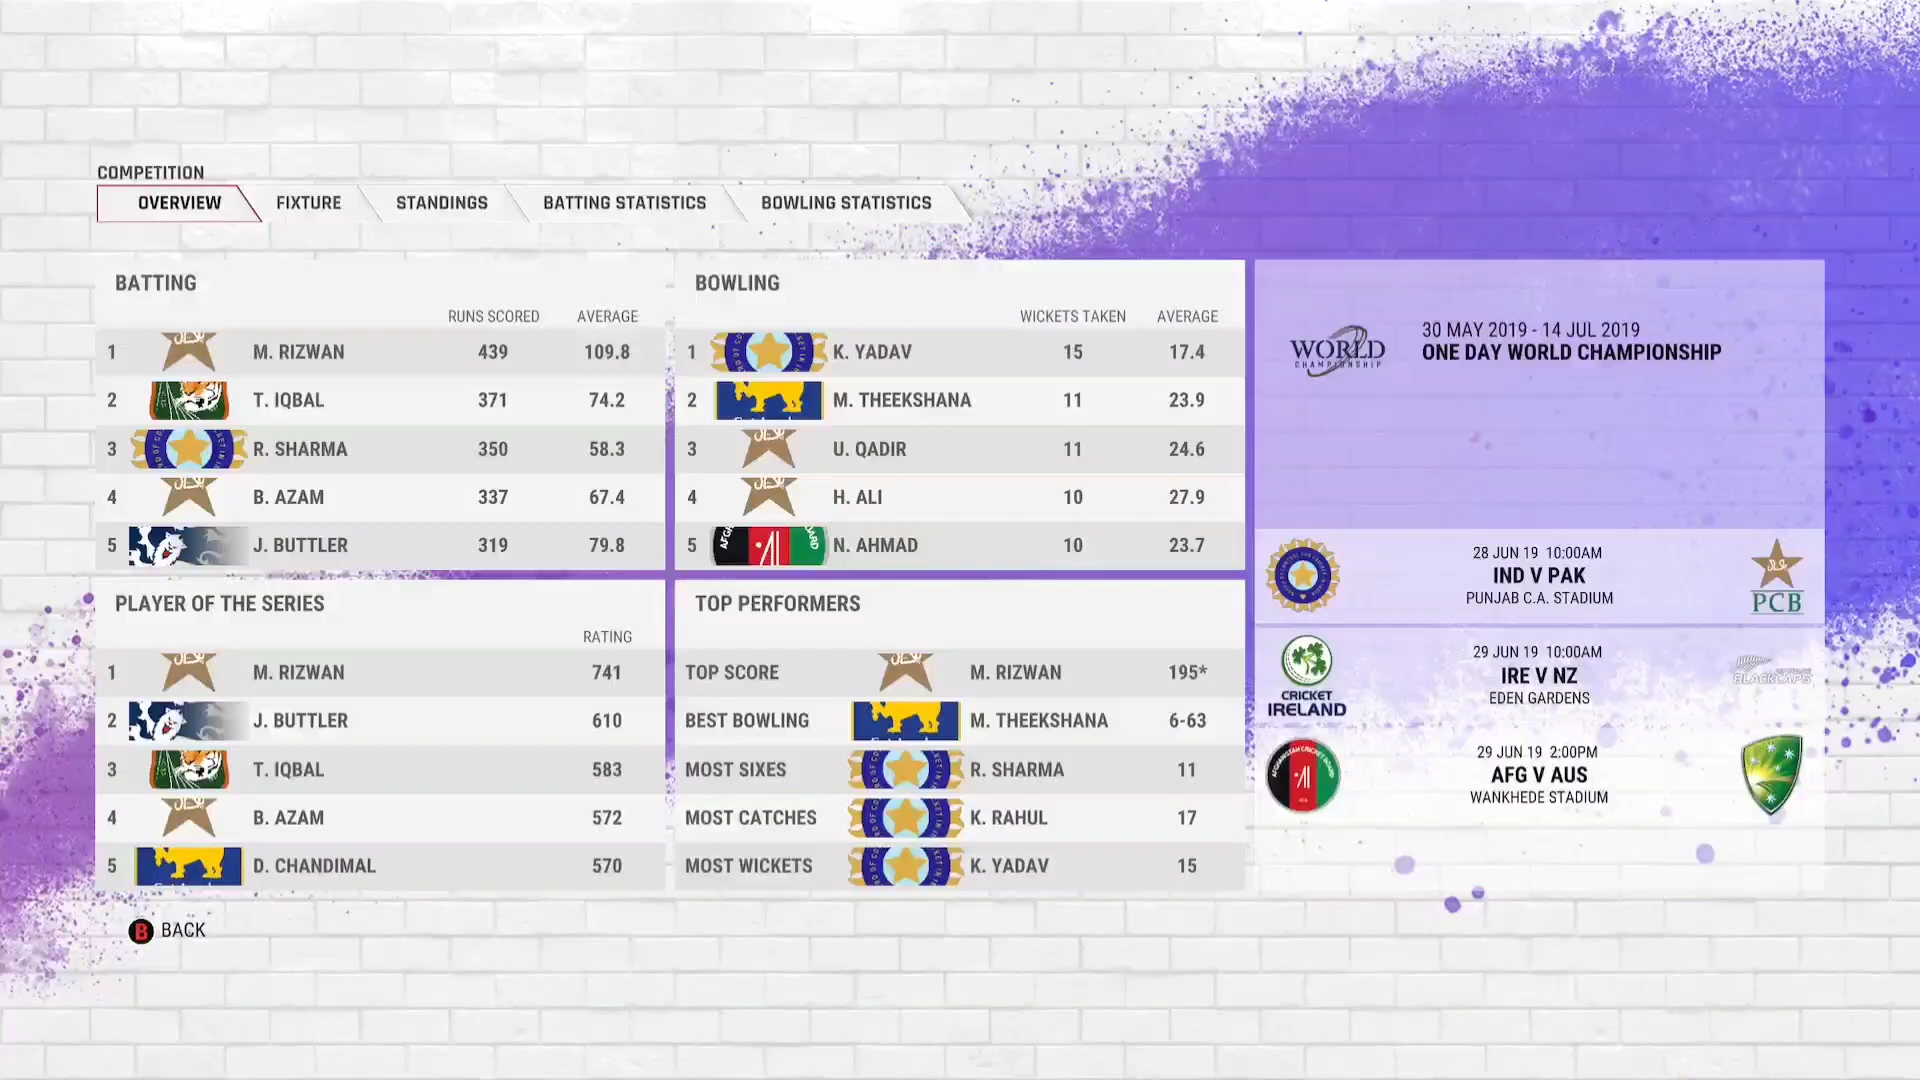 COMPETITION
OVERVIEW FIXTURE STANDINGS BATTING STATISTICS BOWLING STATISTICS
BATTING
RUNS SCORED AVERAGE
1 M. RIZWAN 439 109.8
2 T. IQBAL 371 74.2
3 R. SHARMA 350 58.3
4 B. AZAM 337 67.4
5 J. BUTTLER 319 79.8
BOWLING
WICKETS TAKEN AVERAGE
1 K. YADAV 15 17.4
2 M. THEEKSHANA 11 23.9
3 U. QADIR 11 24.6
4 H. ALI 10 27.9
5 N. AHMAD 10 23.7
PLAYER OF THE SERIES
RATING
1 M. RIZWAN 741
2 J. BUTTLER 610
3 T. IQBAL 583
4 B. AZAM 572
5 D. CHANDIMAL 570
TOP PERFORMERS
TOP SCORE M. RIZWAN 195*
BEST BOWLING M. THEEKSHANA 6-63
MOST SIXES R. SHARMA 11
MOST CATCHES K. RAHUL 17
MOST WICKETS K. YADAV 15
WORLD
CHAMPIONSHIP
30 MAY 2019 - 14 JUL 2019
ONE DAY WORLD CHAMPIONSHIP
28 JUN 19 10:00AM
IND V PAK
PUNJAB C.A. STADIUM
PCB
29 JUN 19 10:00AM
IRE V NZ
EDEN GARDENS
CRICKET
IRELAND
BLACKCAPS
29 JUN 19 2:00PM
AFG V AUS
WANKHEDE STADIUM
AFGHANISTAN CRICKET BOARD
B BACK